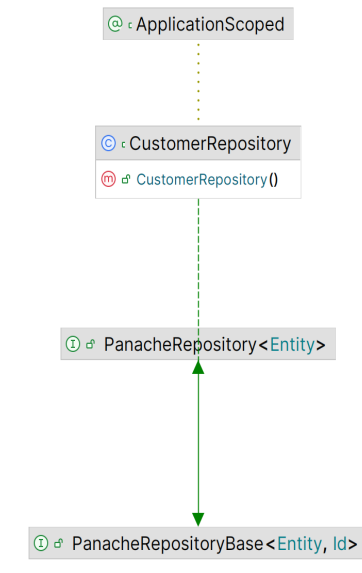 @ ApplicationScoped
C CustomerRepository
m CustomerRepository()
I PanacheRepository<Entity>
I PanacheRepositoryBase<Entity, Id>